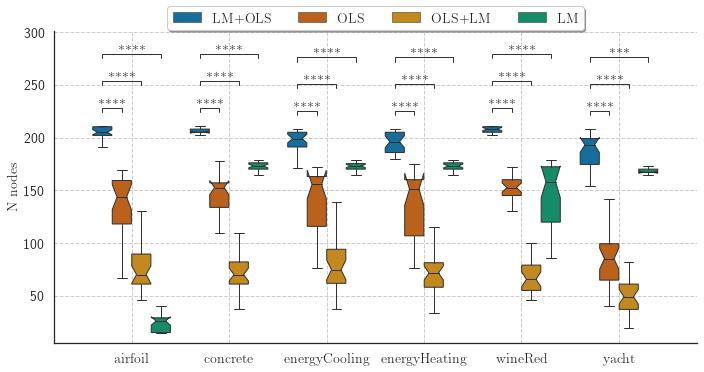 LM+OLS OLS OLS+LM LM
300
250
200
150
100
50
N nodes
**** **** **** **** **** ***
**** **** **** **** **** ****
**** **** **** **** **** ****
airfoil concrete energyCooling energyHeating wineRed yacht